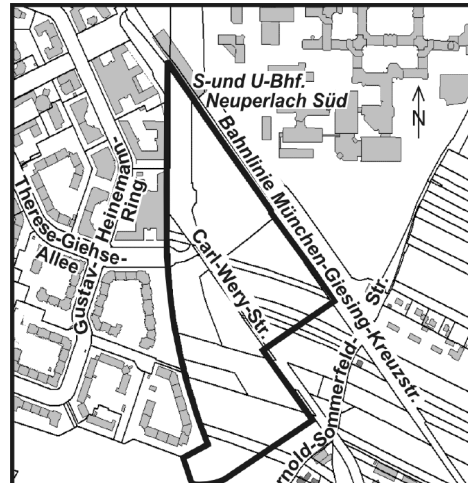 S-und U-Bhf.
Neuperlach Süd
N
Bahnlinie München-Giesing-Kreuzstr.
Gustav-Heinemann-
Ring
Therese-Giehse-
Allee
Carl-Wery-Str.
Arnold-Sommerfeld-
Str.